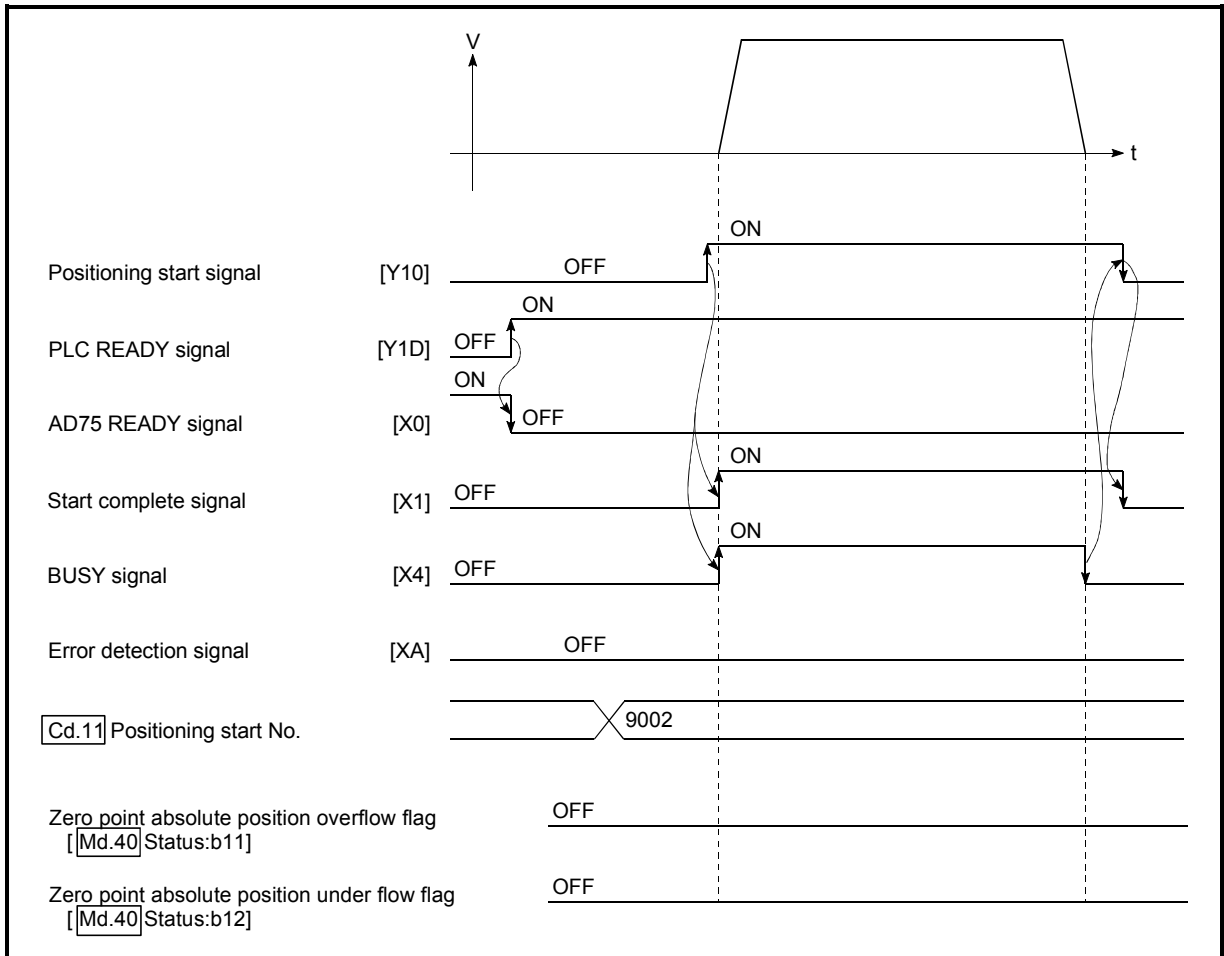 V
t
ON
Positioning start signal [Y10] OFF
ON
PLC READY signal [Y1D] OFF
ON
AD75 READY signal [X0] OFF
ON
Start complete signal [X1] OFF
ON
BUSY signal [X4] OFF
Error detection signal [XA] OFF
Cd.11 Positioning start No. 9002
Zero point absolute position overflow flag OFF
[ Md.40 Status:b11]
Zero point absolute position under flow flag OFF
[ Md.40 Status:b12]